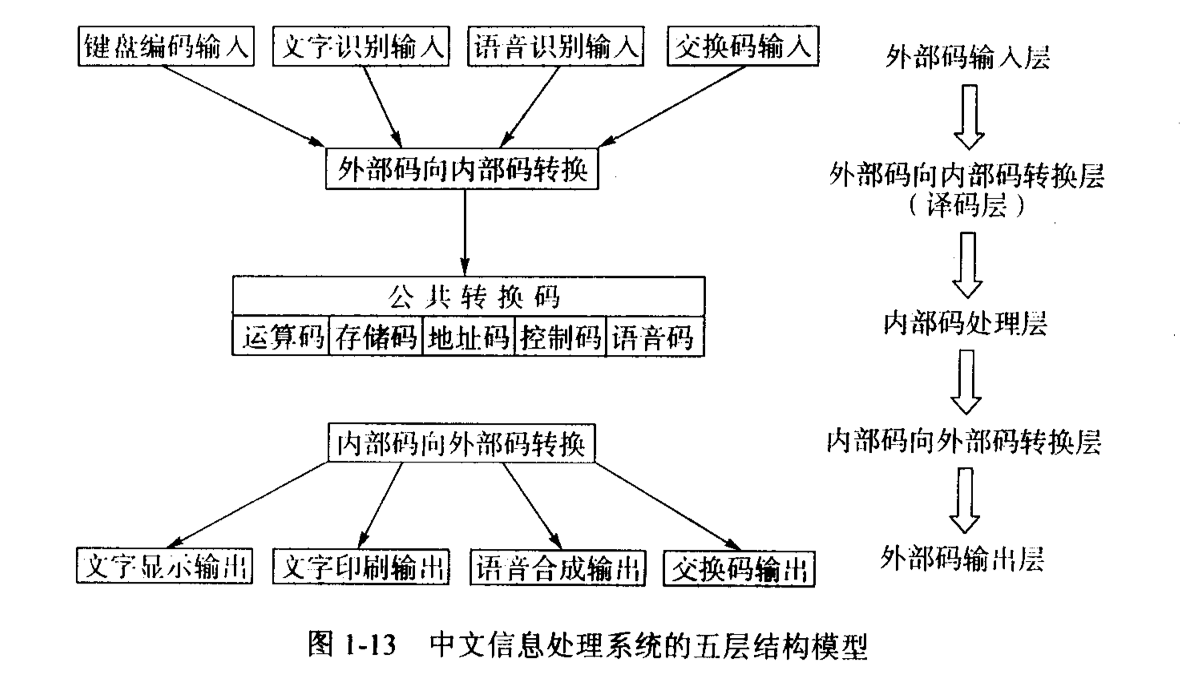 键盘编码输入 文字识别输入 语音识别输入 交换码输入 外部码输入层
外部码向内部码转换 外部码向内部码转换层
(译码层)
公共转换码
运算码 存储码 地址码 控制码 语音码 内部码处理层
内部码向外部码转换 内部码向外部码转换层
文字显示输出 文字印刷输出 语音合成输出 交换码输出 外部码输出层
图 1-13 中文信息处理系统的五层结构模型